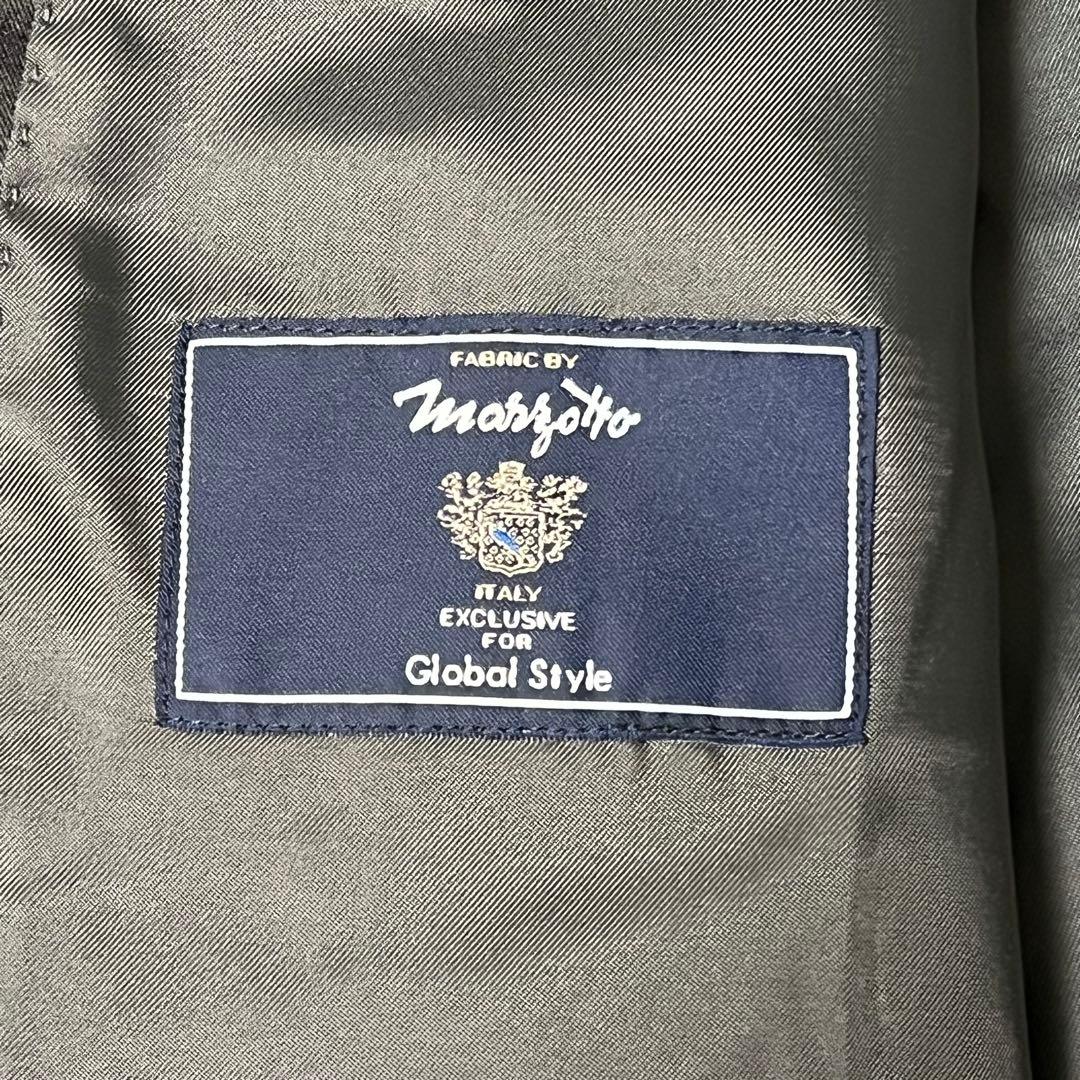 FABRIC BY
Marzotto
ITALY
EXCLUSIVE
FOR
Global Style